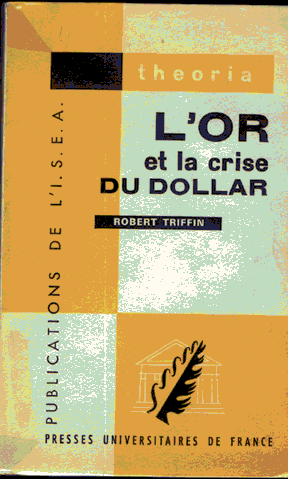 theoria
L'OR
et la crise
DU DOLLAR
ROBERT TRIFFIN
PUBLICATIONS DE L'I.S.E.A.
PRESSES UNIVERSITAIRES DE FRANCE